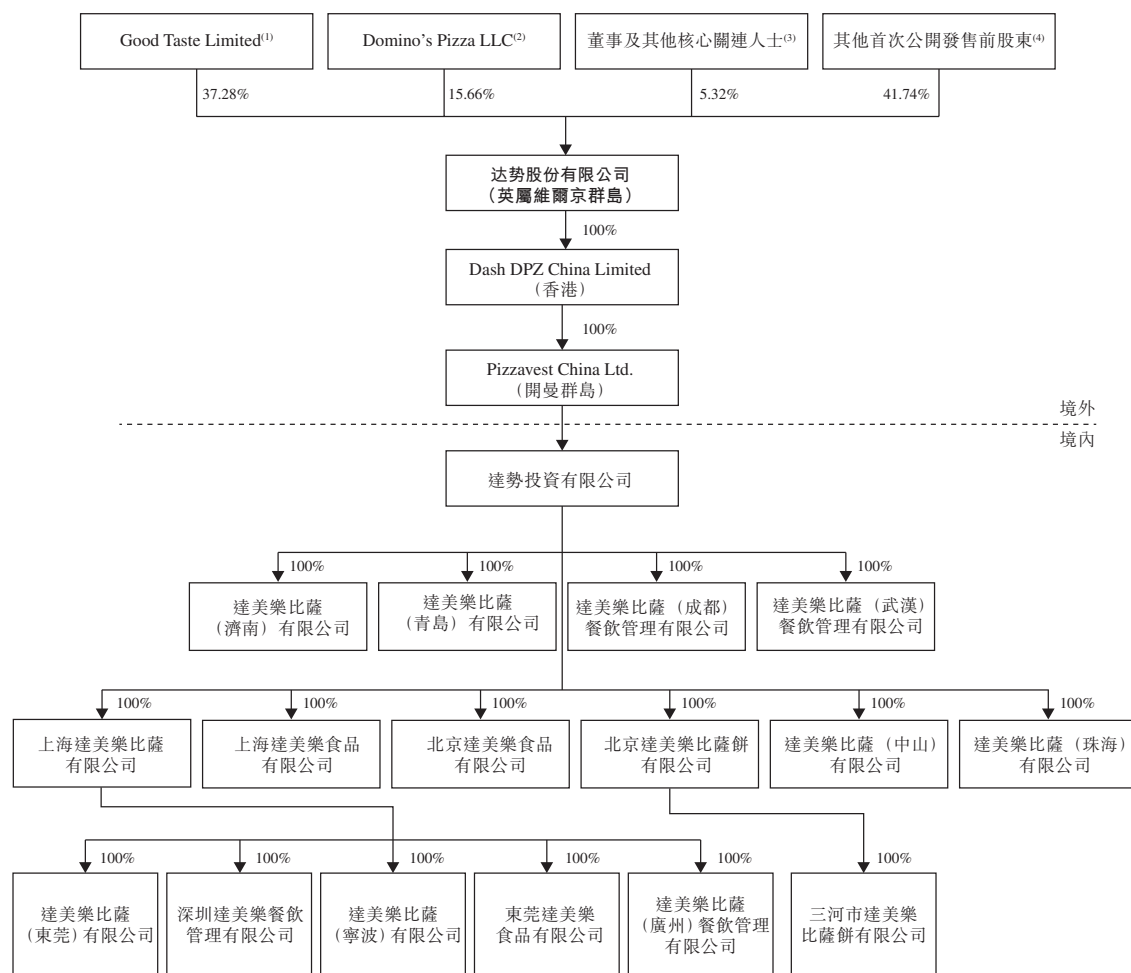 Good Taste Limited(1)
Domino's Pizza LLC(2)
董事及其他核心關連人士(3)
其他首次公開發售前股東(4)
37.28%
15.66%
5.32%
41.74%
达势股份有限公司
（英屬維爾京群島）
100%
Dash DPZ China Limited
（香港）
100%
Pizzavest China Ltd.
（開曼群島）
境外
境內
達勢投資有限公司
100%
100%
100%
100%
達美樂比薩
（濟南）有限公司
達美樂比薩
（青島）有限公司
達美樂比薩（成都）
餐飲管理有限公司
達美樂比薩（武漢）
餐飲管理有限公司
100%
100%
100%
100%
100%
100%
上海達美樂比薩
有限公司
上海達美樂食品
有限公司
北京達美樂食品
有限公司
北京達美樂比薩餅
有限公司
達美樂比薩（中山）
有限公司
達美樂比薩（珠海）
有限公司
100%
100%
100%
100%
100%
100%
達美樂比薩
（東莞）有限公司
深圳達美樂餐飲
管理有限公司
達美樂比薩
（寧波）有限公司
東莞達美樂
食品有限公司
達美樂比薩
（廣州）餐飲管理
有限公司
三河市達美樂
比薩餅有限公司